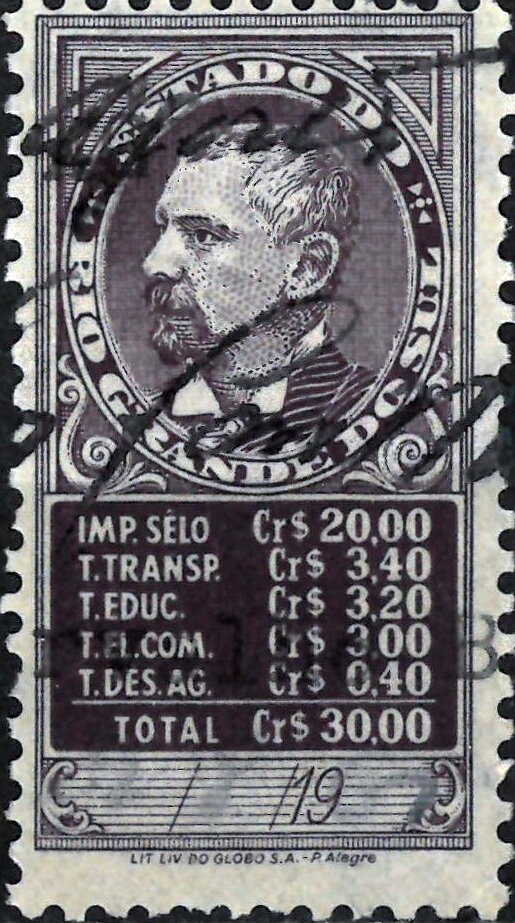 ESTADO DO
RIO GRANDE DO SUL
IMP. SÊLO Cr$ 20,00
T.TRANSP. Cr$ 3,40
T.EDUC. Cr$ 3,20
T.EL.COM. Cr$ 3,00
T.DES.AG. Cr$ 0,40
TOTAL Cr$ 30,00
/ /19
LIT LIV DO GLOBO S.A. - P. Alegre